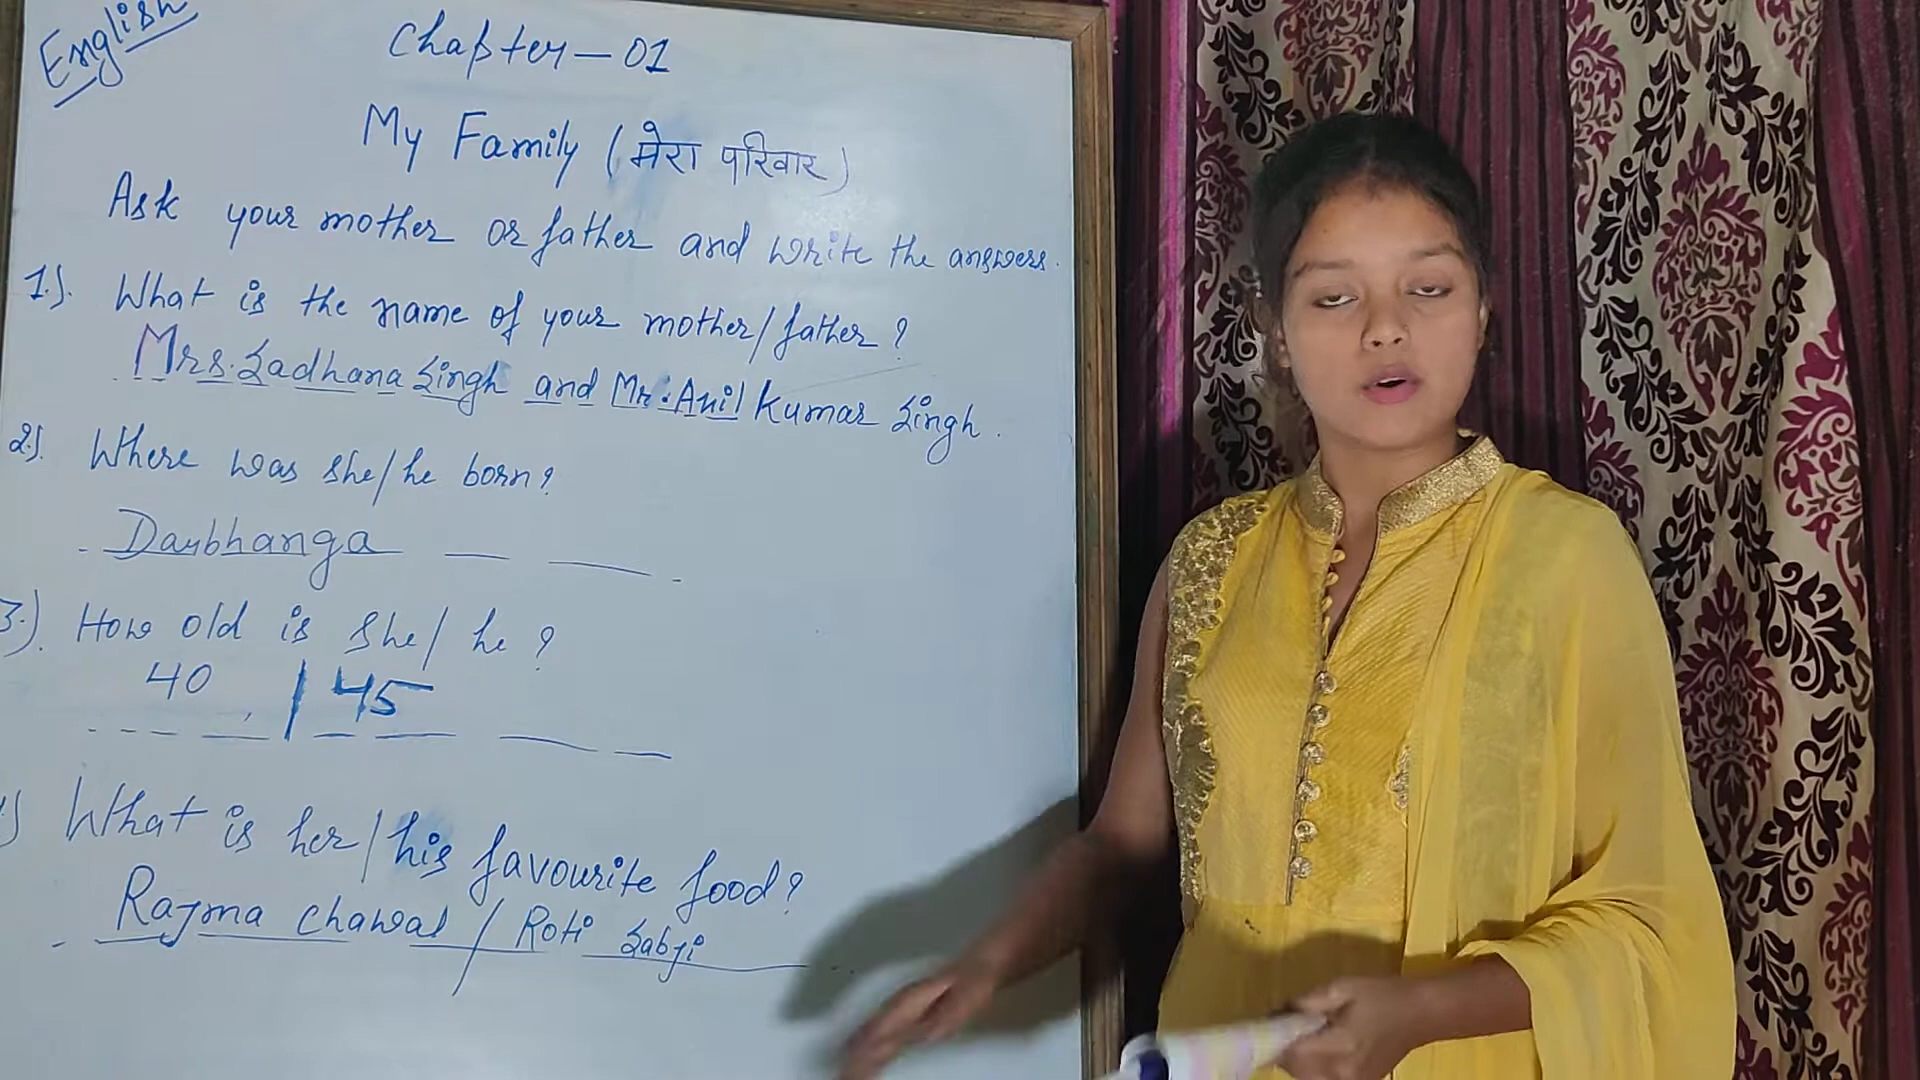 English
Chapter-01
My Family (मेरा परिवार)
Ask your mother or father and write the answers.
1). What is the name of your mother/father?
Mrs. Sadhana Singh and Mr. Anil Kumar Singh.
2). Where was she/he born?
Darbhanga
3.). How old is she/he?
40 | 45
What is her/his favourite food?
Rajma chawal / Roti Sabji